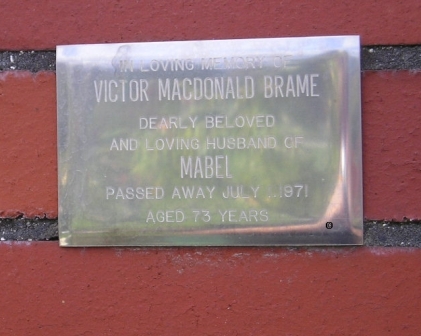 IN LOVING MEMORY OF
VICTOR MACDONALD BRAME
DEARLY BELOVED
AND LOVING HUSBAND OF
MABEL
PASSED AWAY JULY 1.1971
AGED 73 YEARS